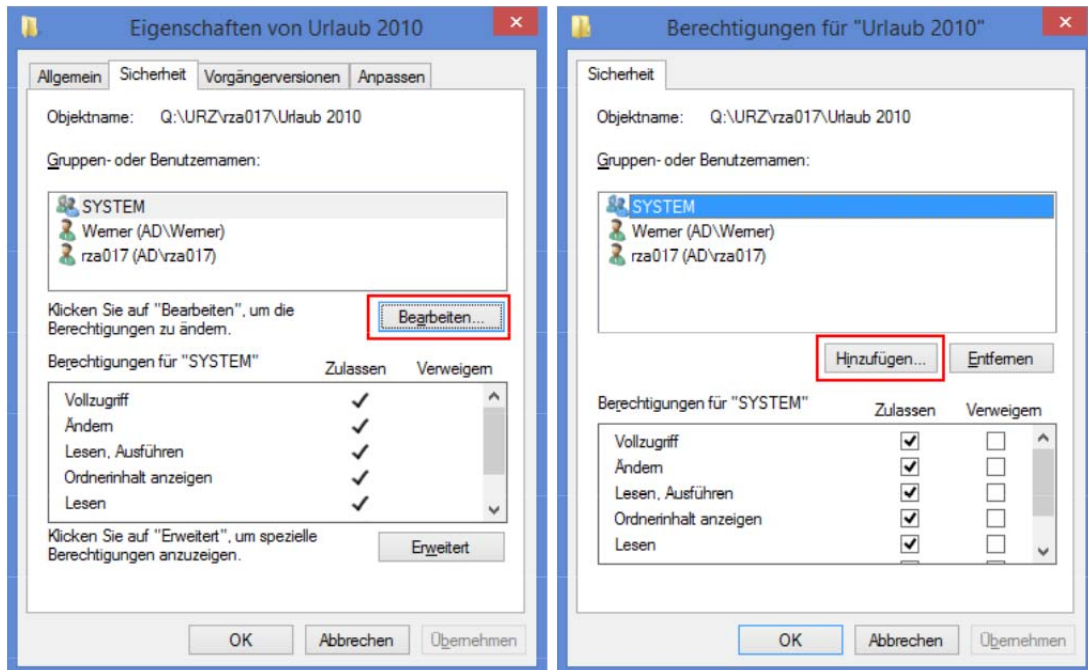 Eigenschaften von Urlaub 2010
Allgemein Sicherheit Vorgängerversionen Anpassen
Objektname: Q:\URZ\rza017\Urlaub 2010
Gruppen- oder Benutzernamen:
SYSTEM
Werner (AD\Werner)
rza017 (AD\rza017)
Klicken Sie auf "Bearbeiten", um die
Berechtigungen zu ändern.
Bearbeiten...
Berechtigungen für "SYSTEM" Zulassen Verweigern
Vollzugriff
Ändern
Lesen, Ausführen
Ordnerinhalt anzeigen
Lesen
Klicken Sie auf "Erweitert", um spezielle
Berechtigungen anzuzeigen.
Erweitert
OK Abbrechen Übernehmen
Berechtigungen für "Urlaub 2010"
Sicherheit
Objektname: Q:\URZ\rza017\Urlaub 2010
Gruppen- oder Benutzernamen:
SYSTEM
Werner (AD\Werner)
rza017 (AD\rza017)
Hinzufügen... Entfernen
Berechtigungen für "SYSTEM" Zulassen Verweigern
Vollzugriff
Ändern
Lesen, Ausführen
Ordnerinhalt anzeigen
Lesen
OK Abbrechen Übernehmen